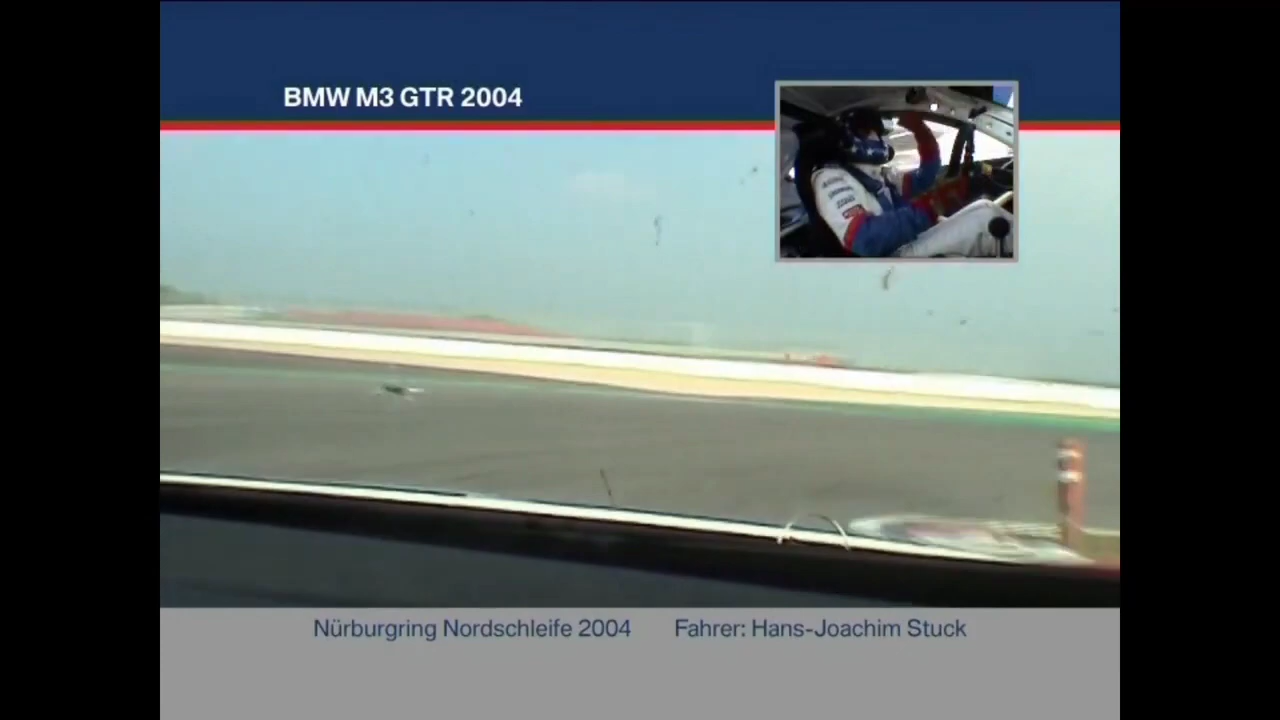 BMW M3 GTR 2004
Nürburgring Nordschleife 2004 Fahrer: Hans-Joachim Stuck